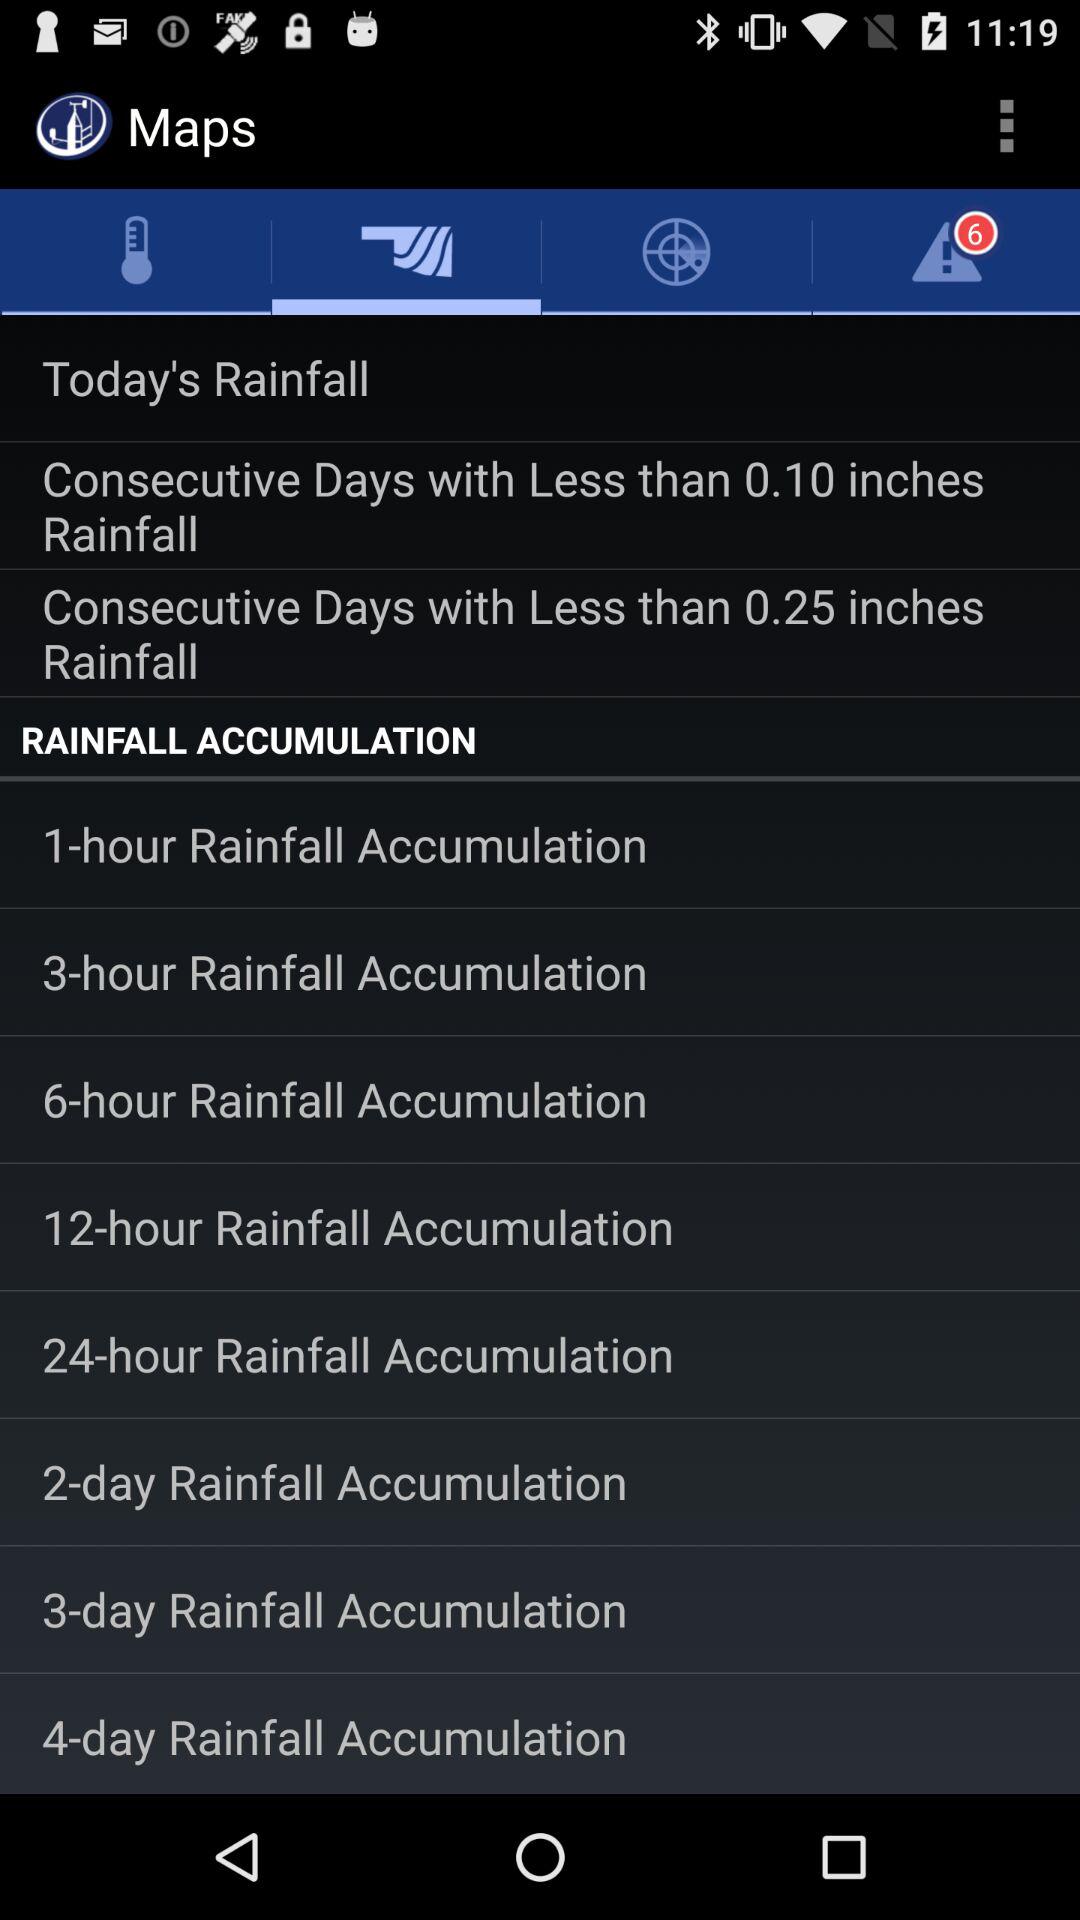 FAKE
11:19
Maps
6
Today's Rainfall
Consecutive Days with Less than 0.10 inches
Rainfall
Consecutive Days with Less than 0.25 inches
Rainfall
RAINFALL ACCUMULATION
1-hour Rainfall Accumulation
3-hour Rainfall Accumulation
6-hour Rainfall Accumulation
12-hour Rainfall Accumulation
24-hour Rainfall Accumulation
2-day Rainfall Accumulation
3-day Rainfall Accumulation
4-day Rainfall Accumulation